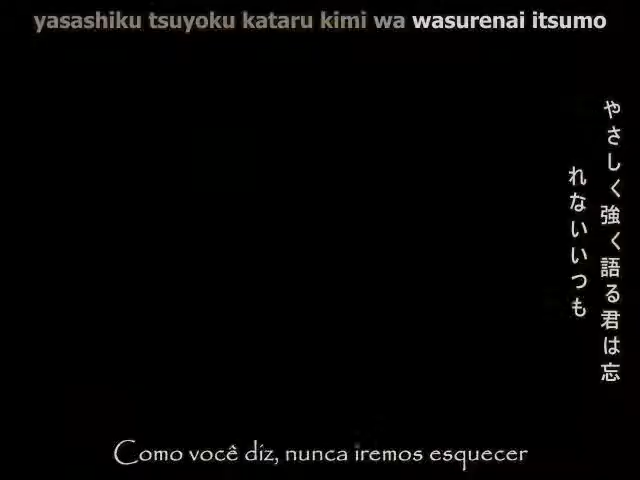 yasashiku tsuyoku kataru kimi wa wasurenai itsumo
やさしく強く語る君は忘
れないいつも
Como você diz, nunca iremos esquecer